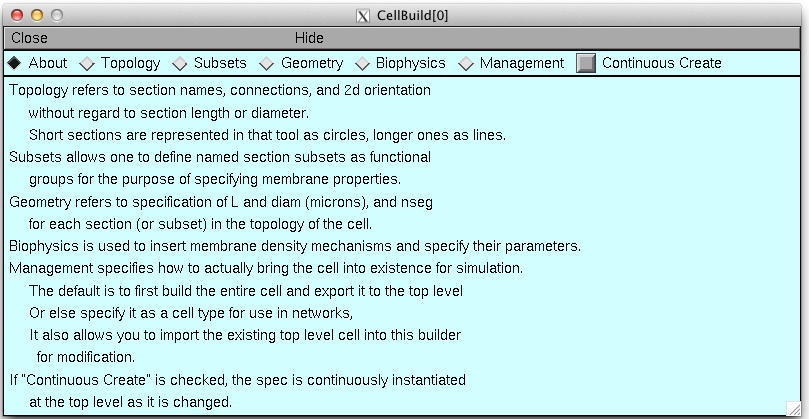 CellBuild[0]
Close Hide
About Topology Subsets Geometry Biophysics Management Continuous Create
Topology refers to section names, connections, and 2d orientation
without regard to section length or diameter.
Short sections are represented in that tool as circles, longer ones as lines.
Subsets allows one to define named section subsets as functional
groups for the purpose of specifying membrane properties.
Geometry refers to specification of L and diam (microns), and nseg
for each section (or subset) in the topology of the cell.
Biophysics is used to insert membrane density mechanisms and specify their parameters.
Management specifies how to actually bring the cell into existence for simulation.
The default is to first build the entire cell and export it to the top level
Or else specify it as a cell type for use in networks,
It also allows you to import the existing top level cell into this builder
for modification.
If "Continuous Create" is checked, the spec is continuously instantiated
at the top level as it is changed.